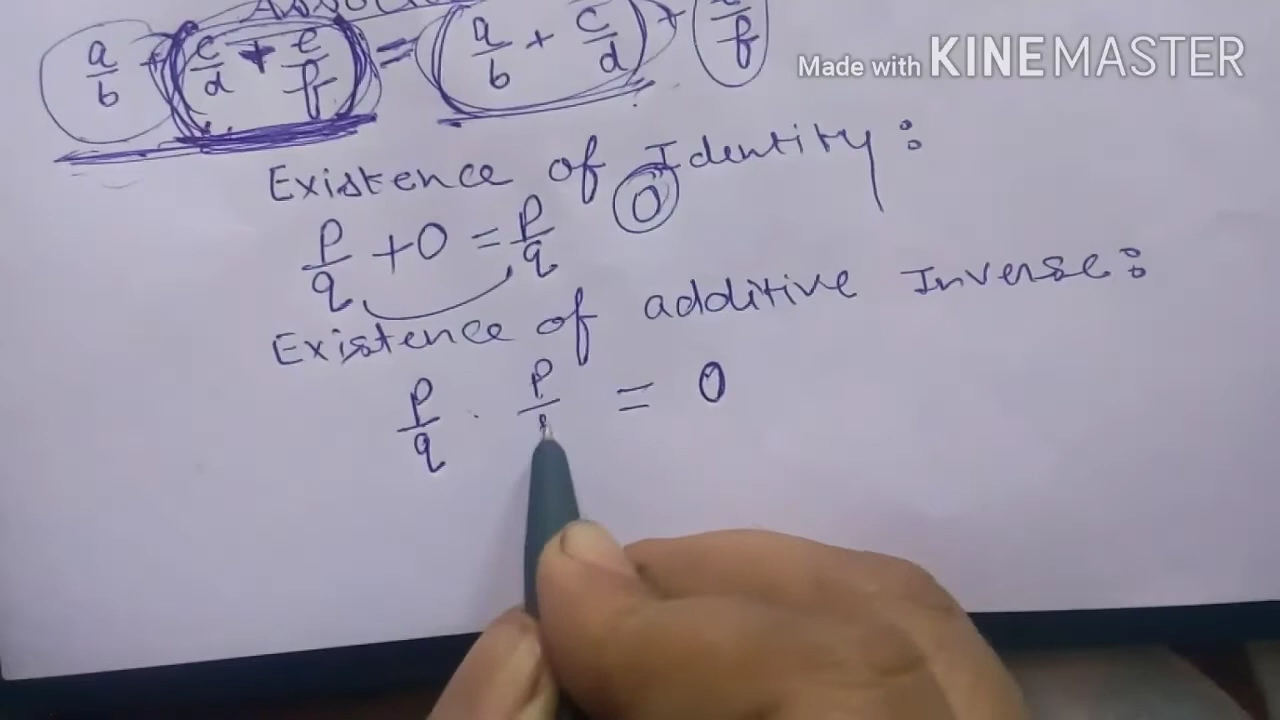 a/b + (c/d + e/f) = (a/b + c/d) + e/f
Made with KINEMASTER
Existence of Identity:
p/q + 0 = p/q 0
Existence of additive Inverse:
p/q . p/q = 0